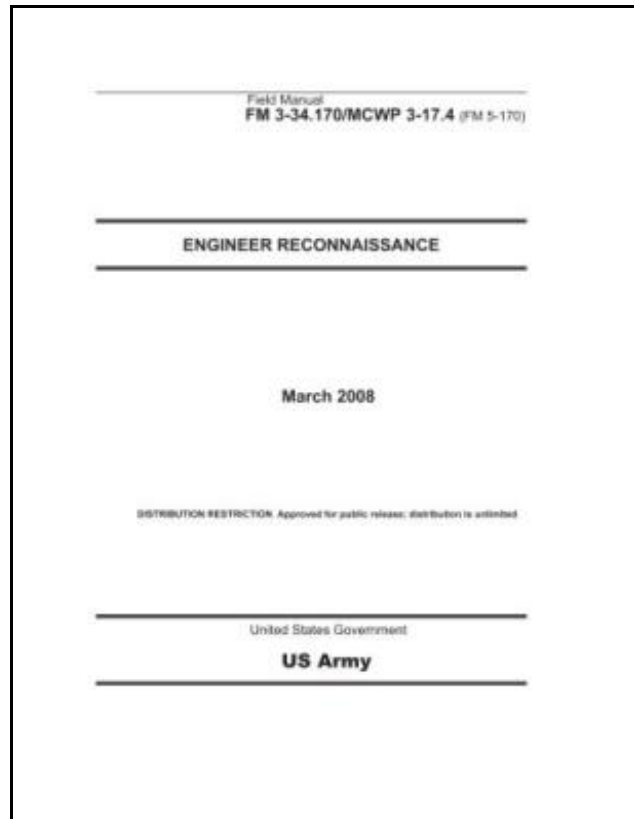 Field Manual
FM 3-34.170/MCWP 3-17.4 (FM 5-170)
ENGINEER RECONNAISSANCE
March 2008
DISTRIBUTION RESTRICTION Approved for public release; distribution is unlimited
United States Government
US Army